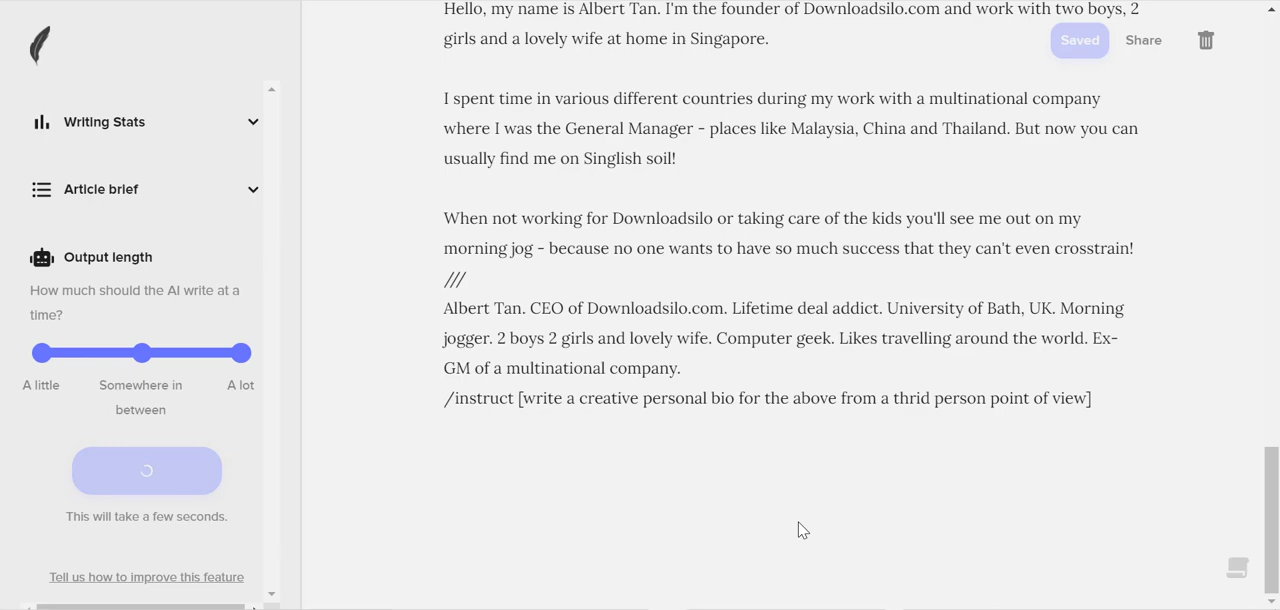 Hello, my name is Albert Tan. I'm the founder of Downloadsilo.com and work with two boys, 2
girls and a lovely wife at home in Singapore.
Saved
Share
I spent time in various different countries during my work with a multinational company
where I was the General Manager - places like Malaysia, China and Thailand. But now you can
usually find me on Singlish soil!
When not working for Downloadsilo or taking care of the kids you'll see me out on my
morning jog - because no one wants to have so much success that they can't even crosstrain!
///
Albert Tan. CEO of Downloadsilo.com. Lifetime deal addict. University of Bath, UK. Morning
jogger. 2 boys 2 girls and lovely wife. Computer geek. Likes travelling around the world. Ex-
GM of a multinational company.
/instruct [write a creative personal bio for the above from a thrid person point of view]
Writing Stats
Article brief
Output length
How much should the AI write at a
time?
A little
Somewhere in
between
A lot
This will take a few seconds.
Tell us how to improve this feature